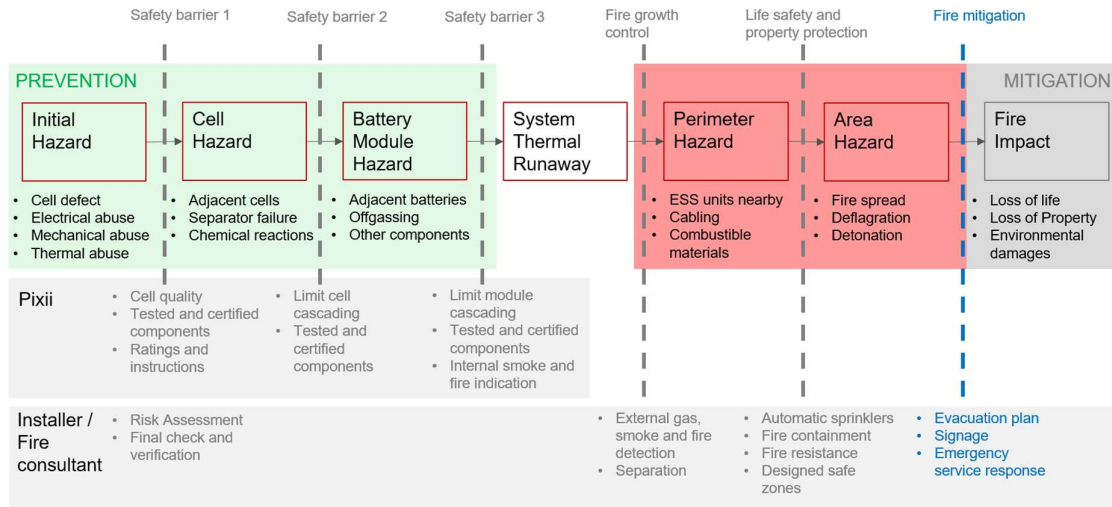 Safety barrier 1
Safety barrier 2
Safety barrier 3
Fire growth
control
Life safety and
property protection
Fire mitigation
PREVENTION
MITIGATION
Initial
Hazard
Cell
Hazard
Battery
Module
Hazard
System
Thermal
Runaway
Perimeter
Hazard
Area
Hazard
Fire
Impact
• Cell defect
• Electrical abuse
• Mechanical abuse
• Thermal abuse
• Adjacent cells
• Separator failure
• Chemical reactions
• Adjacent batteries
• Offgassing
• Other components
• ESS units nearby
• Cabling
• Combustible
materials
• Fire spread
• Deflagration
• Detonation
• Loss of life
• Loss of Property
• Environmental
damages
Pixii
• Cell quality
• Tested and certified
components
• Ratings and
instructions
• Limit cell
cascading
• Tested and
certified
components
• Limit module
cascading
• Tested and certified
components
• Internal smoke and
fire indication
Installer /
Fire
consultant
• Risk Assessment
• Final check and
verification
• External gas,
smoke and fire
detection
• Separation
• Automatic sprinklers
• Fire containment
• Fire resistance
• Designed safe
zones
• Evacuation plan
• Signage
• Emergency
service response